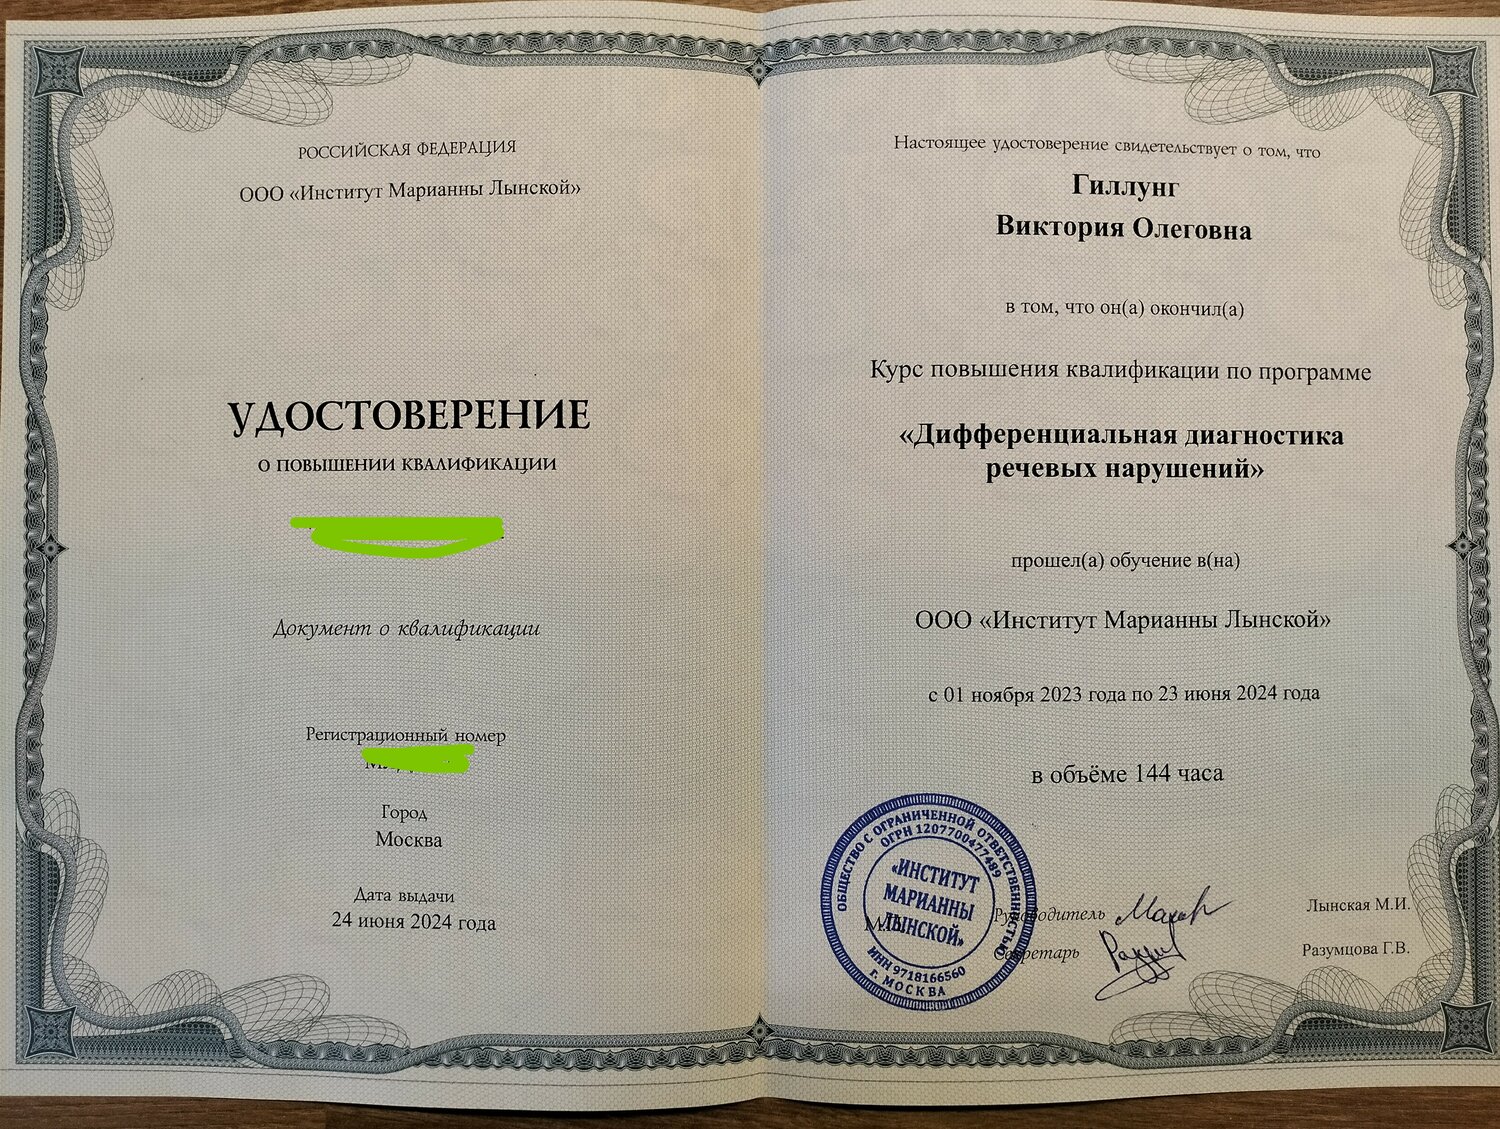 РОССИЙСКАЯ ФЕДЕРАЦИЯ
ООО «Институт Марианны Лынской»
УДОСТОВЕРЕНИЕ
О ПОВЫШЕНИИ КВАЛИФИКАЦИИ
Документ о квалификации
Регистрационный номер
Город
Москва
Дата выдачи
24 июня 2024 года
Настоящее удостоверение свидетельствует о том, что
Гиллунг
Виктория Олеговна
в том, что он(а) окончил(а)
Курс повышения квалификации по программе
«Дифференциальная диагностика
речевых нарушений»
прошел(а) обучение в(на)
ООО «Институт Марианны Лынской»
с 01 ноября 2023 года по 23 июня 2024 года
в объёме 144 часа
ОБЩЕСТВО С ОГРАНИЧЕННОЙ ОТВЕТСТВЕННОСТЬЮ
ОГРН 1207700477489
«ИНСТИТУТ
МАРИАННЫ
ЛЫНСКОЙ»
ИНН 9718166560
г. МОСКВА
Руководитель Лынская М.И.
Секретарь Разумцова Г.В.